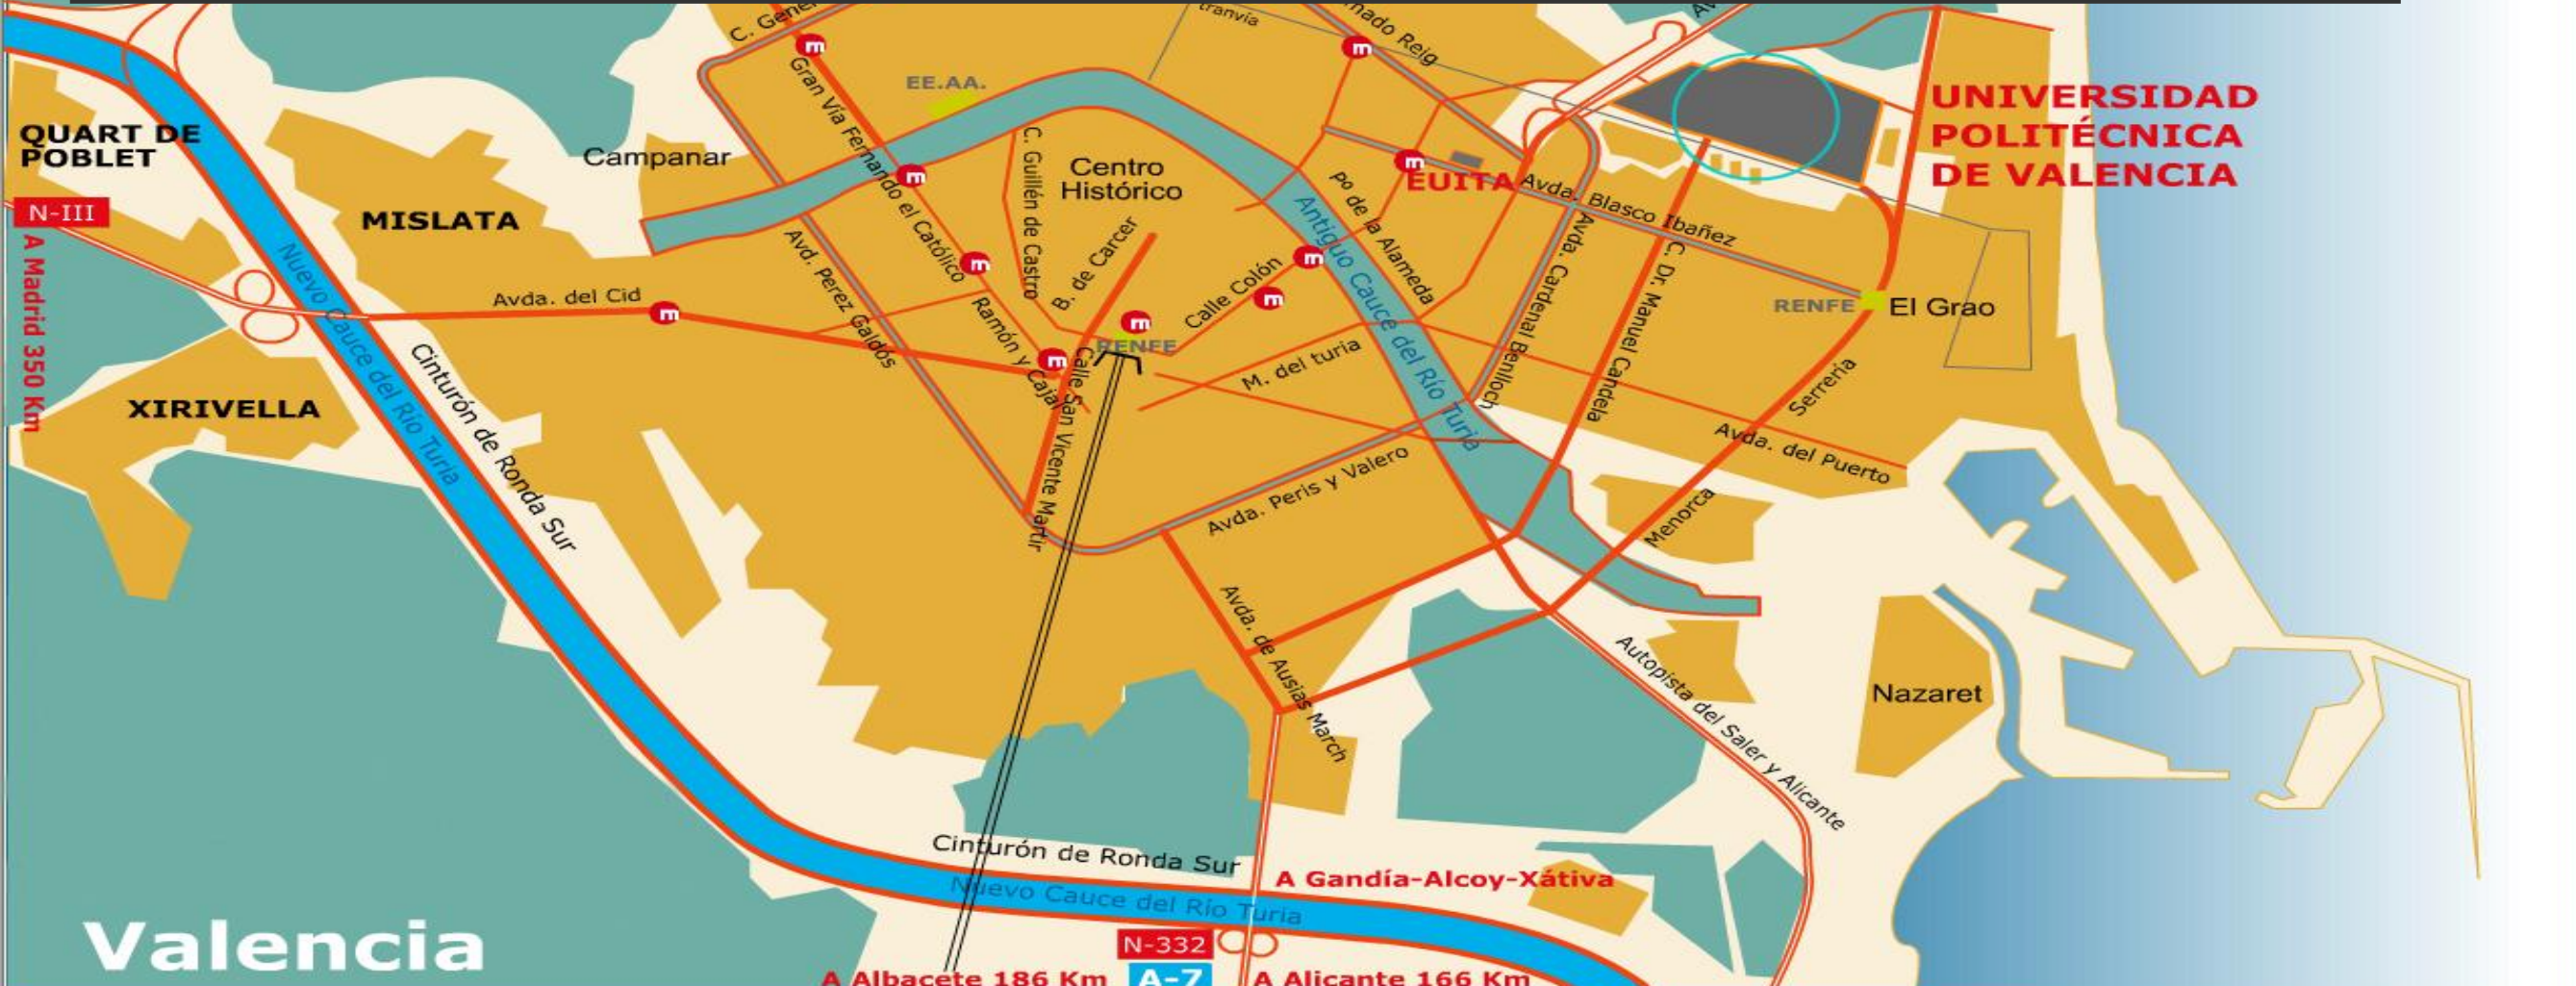 C. Gene
tranvía
nado Reig
Av
EE.AA.
Gran Vía Fernando el Católico
UNIVERSIDAD
POLITÉCNICA
DE VALENCIA
QUART DE
POBLET
Campanar
C. Guillén de Castro
Centro
Histórico
Pº de la Alameda
EUITA
Avda. Blasco Ibañez
N-III
MISLATA
A Madrid 350 Km
Nuevo Cauce del Río Turia
Avd. Perez Galdós
B. de Carcer
Calle Colón
Antiguo Cauce del Río Turia
Avda. Cardenal Benlloch
C. Dr. Manuel Candela
RENFE
El Grao
Avda. del Cid
Ramón y Cajal
RENFE
M. del turia
Serrería
XIRIVELLA
Cinturón de Ronda Sur
Calle San Vicente Martir
Avda. del Puerto
Avda. Peris y Valero
Menorca
Avda. de Ausias March
Autopista del Saler y Alicante
Nazaret
Cinturón de Ronda Sur
Nuevo Cauce del Río Turia
A Gandía-Alcoy-Xátiva
Valencia
N-332
A Albacete 186 Km
A-7
A Alicante 166 Km
m
m
m
m
m
m
m
m
m
m